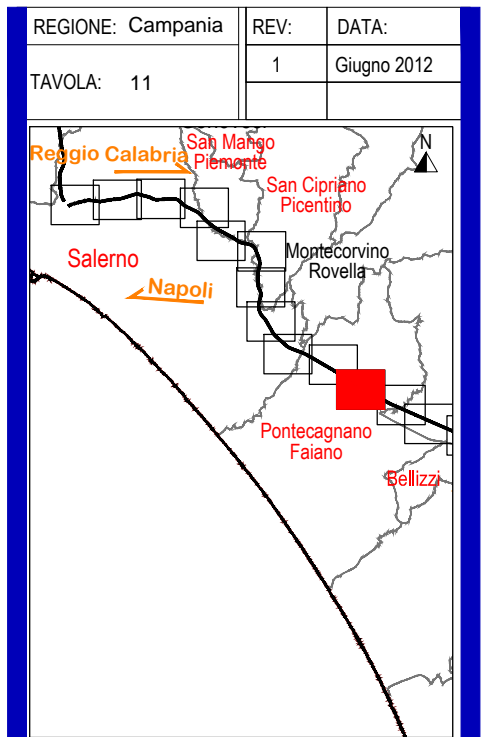 REGIONE: Campania
REV:
DATA:
1
Giugno 2012
TAVOLA: 11
N
San Mango
Piemonte
Reggio Calabria
San Cipriano
Picentino
Salerno
Montecorvino
Rovella
Napoli
Pontecagnano
Faiano
Bellizzi